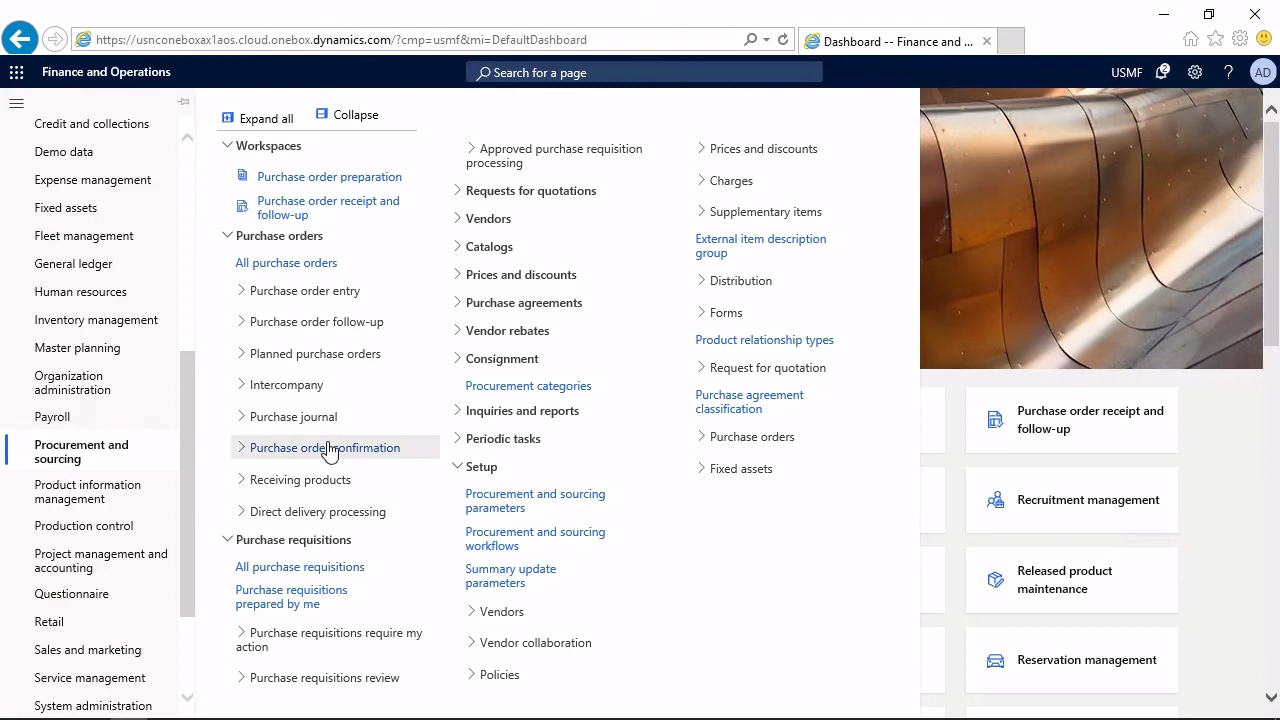 https://usnconeboxax1aos.cloud.onebox.dynamics.com/?cmp=usmf&mi=DefaultDashboard
Dashboard -- Finance and ...
Finance and Operations
Search for a page
USMF
2
?
AD
Credit and collections
Demo data
Expense management
Fixed assets
Fleet management
General ledger
Human resources
Inventory management
Master planning
Organization
administration
Payroll
Procurement and
sourcing
Product information
management
Production control
Project management and
accounting
Questionnaire
Retail
Sales and marketing
Service management
System administration
Expand all
Collapse
Workspaces
Purchase order preparation
Purchase order receipt and
follow-up
Purchase orders
All purchase orders
Purchase order entry
Purchase order follow-up
Planned purchase orders
Intercompany
Purchase journal
Purchase order confirmation
Receiving products
Direct delivery processing
Purchase requisitions
All purchase requisitions
Purchase requisitions
prepared by me
Purchase requisitions require my
action
Purchase requisitions review
Approved purchase requisition
processing
Requests for quotations
Vendors
Catalogs
Prices and discounts
Purchase agreements
Vendor rebates
Consignment
Procurement categories
Inquiries and reports
Periodic tasks
Setup
Procurement and sourcing
parameters
Procurement and sourcing
workflows
Summary update
parameters
Vendors
Vendor collaboration
Policies
Prices and discounts
Charges
Supplementary items
External item description
group
Distribution
Forms
Product relationship types
Request for quotation
Purchase agreement
classification
Purchase orders
Fixed assets
Purchase order receipt and
follow-up
Recruitment management
Released product
maintenance
Reservation management